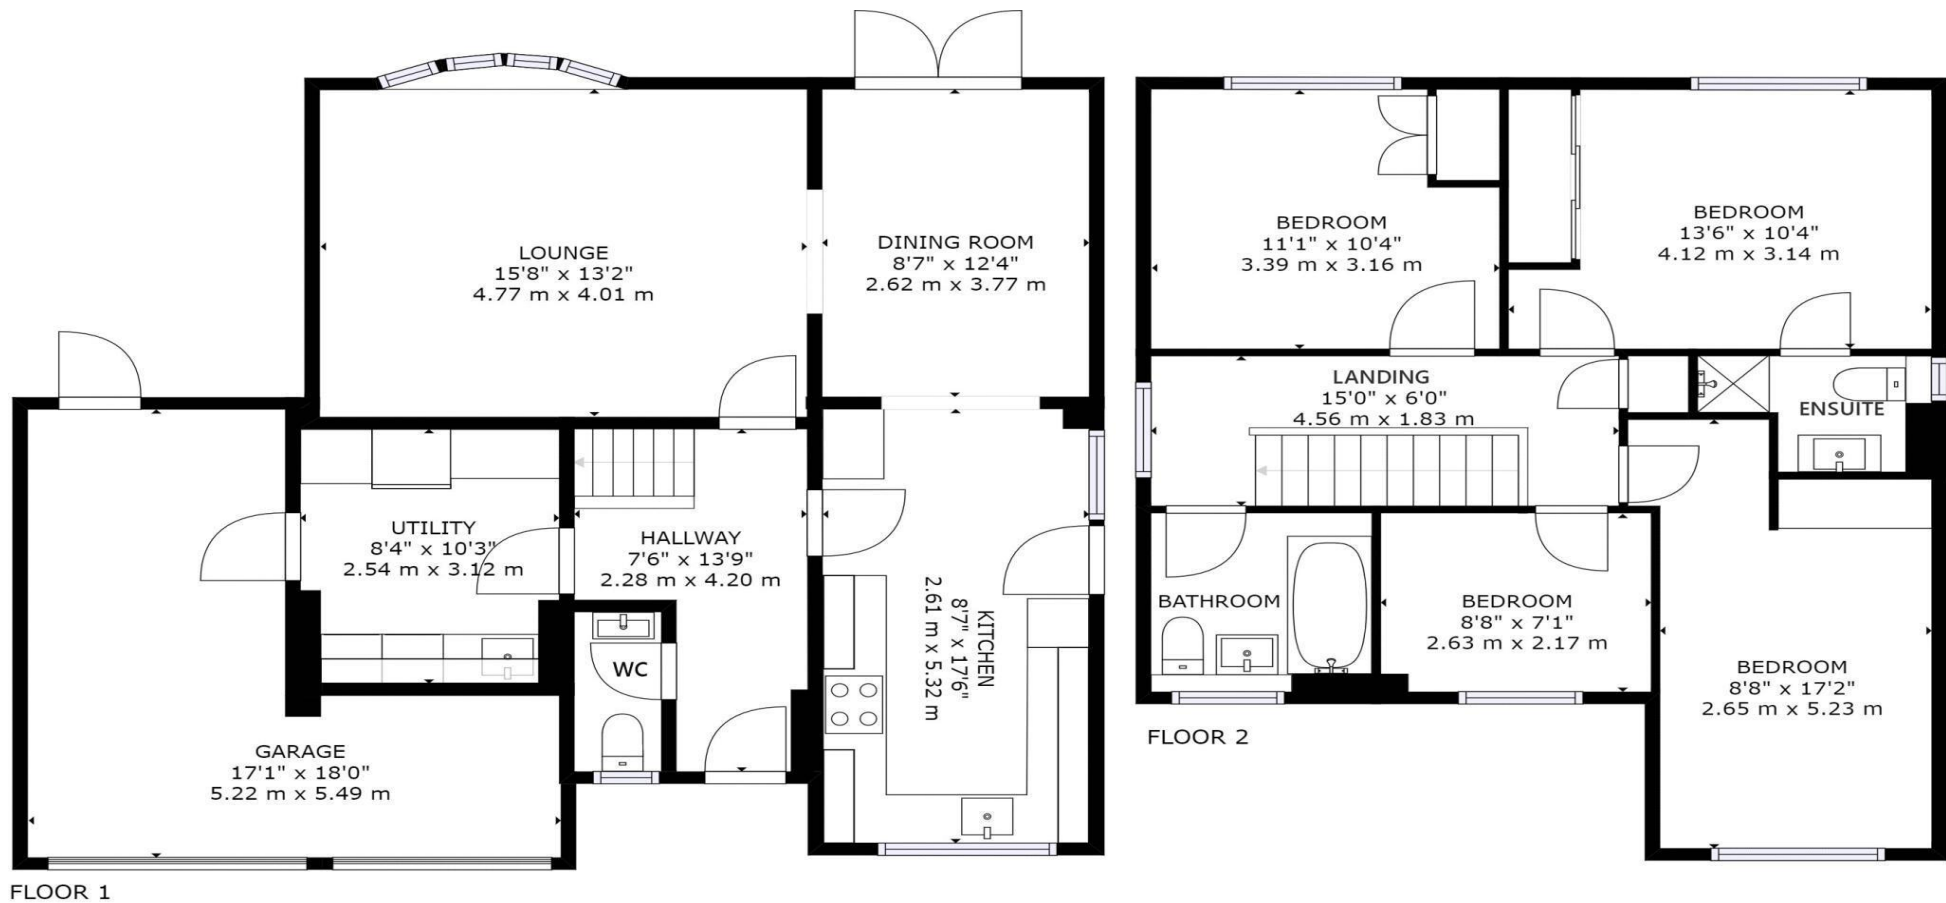 LOUNGE
15'8" x 13'2"
4.77 m x 4.01 m
DINING ROOM
8'7" x 12'4"
2.62 m x 3.77 m
UTILITY
8'4" x 10'3"
2.54 m x 3.12 m
HALLWAY
7'6" x 13'9"
2.28 m x 4.20 m
WC
KITCHEN
8'7" x 17'6"
2.61 m x 5.32 m
GARAGE
17'1" x 18'0"
5.22 m x 5.49 m
FLOOR 1
BEDROOM
11'1" x 10'4"
3.39 m x 3.16 m
BEDROOM
13'6" x 10'4"
4.12 m x 3.14 m
LANDING
15'0" x 6'0"
4.56 m x 1.83 m
ENSUITE
BATHROOM
BEDROOM
8'8" x 7'1"
2.63 m x 2.17 m
BEDROOM
8'8" x 17'2"
2.65 m x 5.23 m
FLOOR 2